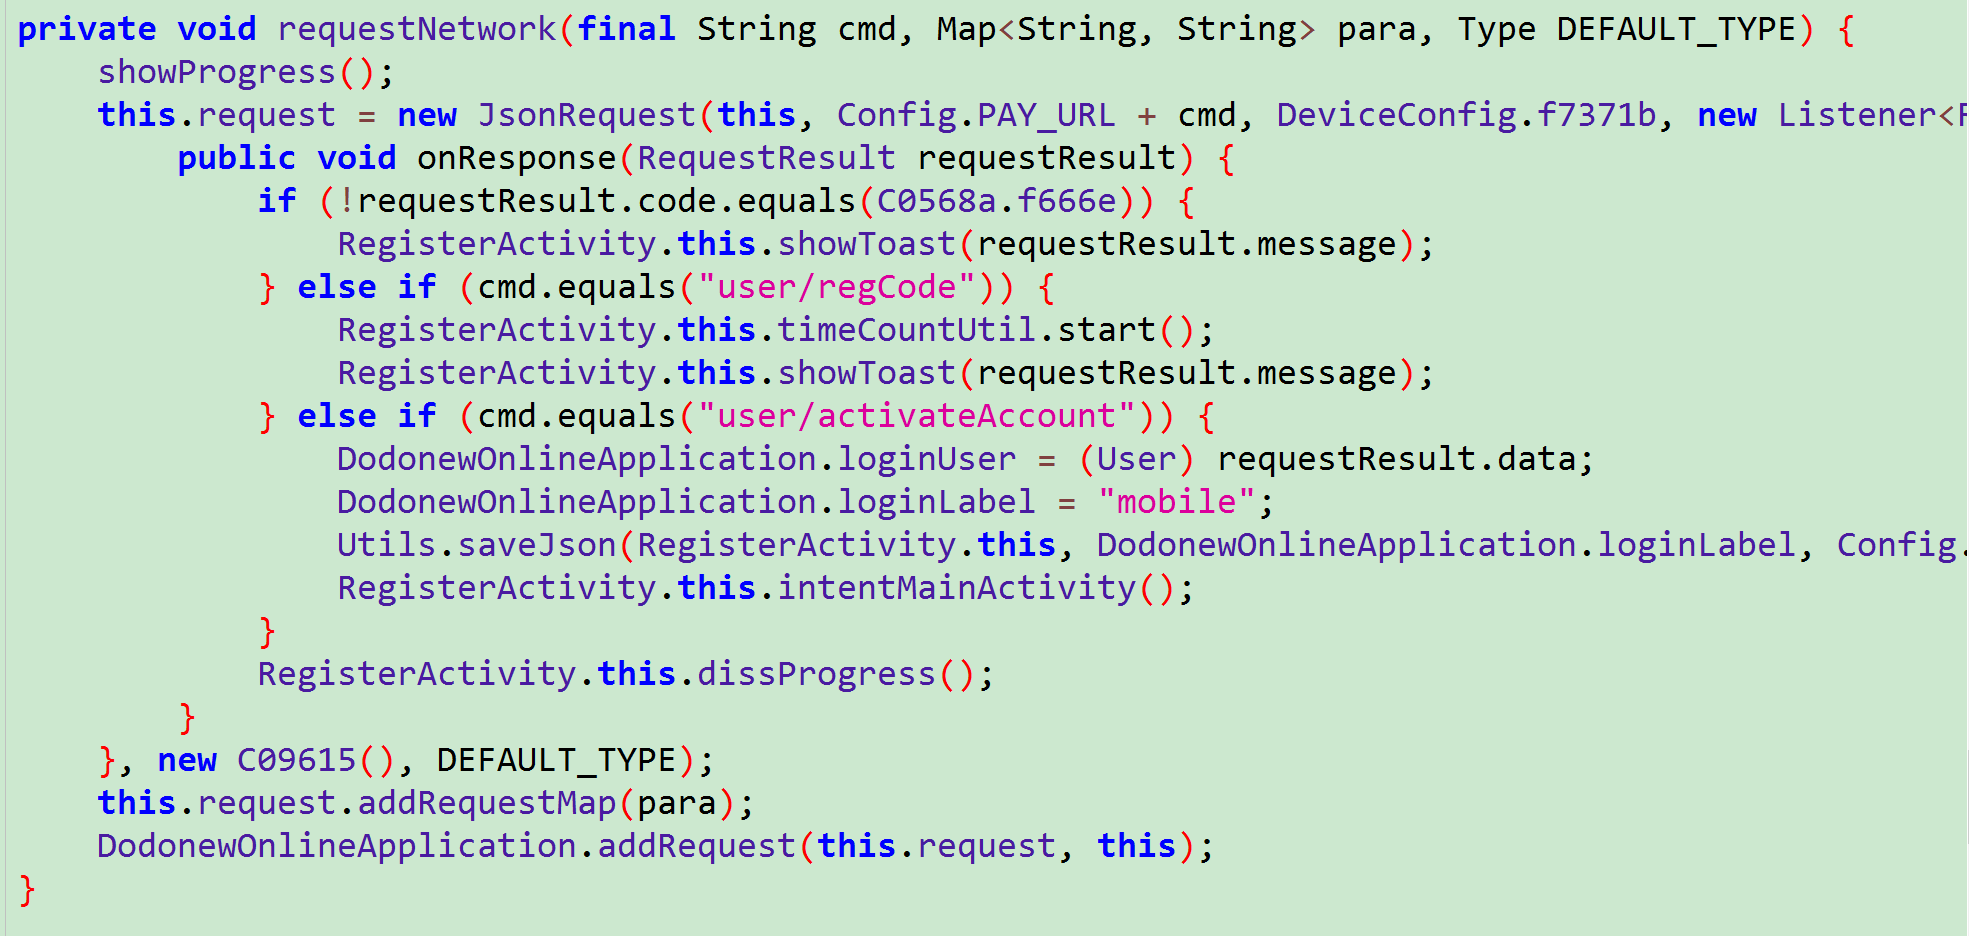 private void requestNetwork(final String cmd, Map<String, String> para, Type DEFAULT_TYPE) {
    showProgress();
    this.request = new JsonRequest(this, Config.PAY_URL + cmd, DeviceConfig.f7371b, new Listener<
        public void onResponse(RequestResult requestResult) {
            if (!requestResult.code.equals(C0568a.f666e)) {
                RegisterActivity.this.showToast(requestResult.message);
            } else if (cmd.equals("user/regCode")) {
                RegisterActivity.this.timeCountUtil.start();
                RegisterActivity.this.showToast(requestResult.message);
            } else if (cmd.equals("user/activateAccount")) {
                DodonewOnlineApplication.loginUser = (User) requestResult.data;
                DodonewOnlineApplication.loginLabel = "mobile";
                Utils.saveJson(RegisterActivity.this, DodonewOnlineApplication.loginLabel, Config.
                RegisterActivity.this.intentMainActivity();
            }
            RegisterActivity.this.dissProgress();
        }
    }, new C09615(), DEFAULT_TYPE);
    this.request.addRequestMap(para);
    DodonewOnlineApplication.addRequest(this.request, this);
}